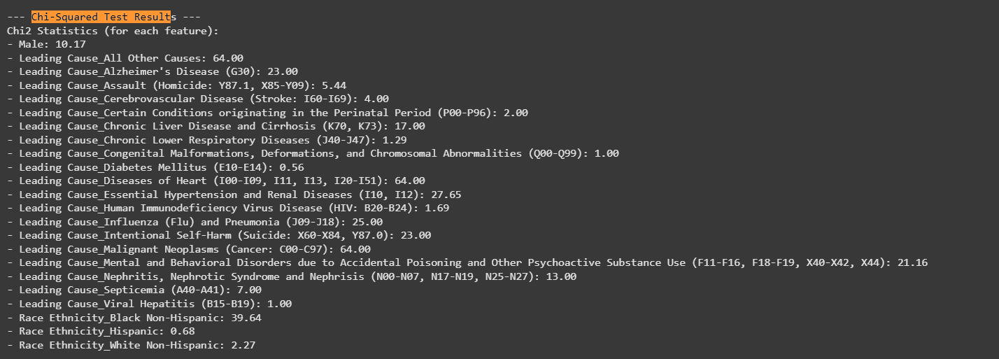 --- Chi-Squared Test Results ---
Chi2 Statistics (for each feature):
- Male: 10.17
- Leading Cause_All Other Causes: 64.00
- Leading Cause_Alzheimer's Disease (G30): 23.00
- Leading Cause_Assault (Homicide: Y87.1, X85-Y09): 5.44
- Leading Cause_Cerebrovascular Disease (Stroke: I60-I69): 4.00
- Leading Cause_Certain Conditions originating in the Perinatal Period (P00-P96): 2.00
- Leading Cause_Chronic Liver Disease and Cirrhosis (K70, K73): 17.00
- Leading Cause_Chronic Lower Respiratory Diseases (J40-J47): 1.29
- Leading Cause_Congenital Malformations, Deformations, and Chromosomal Abnormalities (Q00-Q99): 1.00
- Leading Cause_Diabetes Mellitus (E10-E14): 0.56
- Leading Cause_Diseases of Heart (I00-I09, I11, I13, I20-I51): 64.00
- Leading Cause_Essential Hypertension and Renal Diseases (I10, I12): 27.65
- Leading Cause_Human Immunodeficiency Virus Disease (HIV: B20-B24): 1.69
- Leading Cause_Influenza (Flu) and Pneumonia (J09-J18): 25.00
- Leading Cause_Intentional Self-Harm (Suicide: X60-X84, Y87.0): 23.00
- Leading Cause_Malignant Neoplasms (Cancer: C00-C97): 64.00
- Leading Cause_Mental and Behavioral Disorders due to Accidental Poisoning and Other Psychoactive Substance Use (F11-F16, F18-F19, X40-X42, X44): 21.16
- Leading Cause_Nephritis, Nephrotic Syndrome and Nephrisis (N00-N07, N17-N19, N25-N27): 13.00
- Leading Cause_Septicemia (A40-A41): 7.00
- Leading Cause_Viral Hepatitis (B15-B19): 1.00
- Race Ethnicity_Black Non-Hispanic: 39.64
- Race Ethnicity_Hispanic: 0.68
- Race Ethnicity_White Non-Hispanic: 2.27